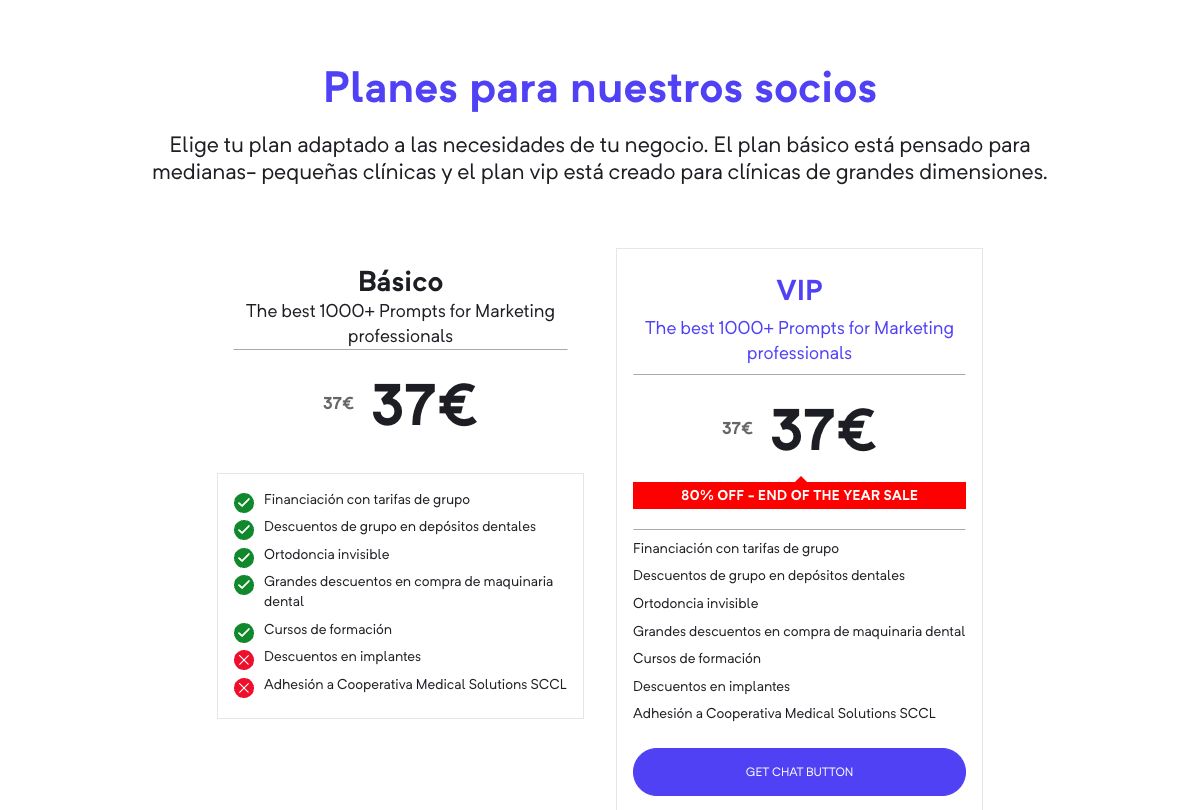 Planes para nuestros socios
Elige tu plan adaptado a las necesidades de tu negocio. El plan básico está pensado para
medianas- pequeñas clínicas y el plan vip está creado para clínicas de grandes dimensiones.
Básico
The best 1000+ Prompts for Marketing
professionals
37€ 37€
Financiación con tarifas de grupo
Descuentos de grupo en depósitos dentales
Ortodoncia invisible
Grandes descuentos en compra de maquinaria
dental
Cursos de formación
Descuentos en implantes
Adhesión a Cooperativa Medical Solutions SCCL
VIP
The best 1000+ Prompts for Marketing
professionals
37€ 37€
80% OFF - END OF THE YEAR SALE
Financiación con tarifas de grupo
Descuentos de grupo en depósitos dentales
Ortodoncia invisible
Grandes descuentos en compra de maquinaria dental
Cursos de formación
Descuentos en implantes
Adhesión a Cooperativa Medical Solutions SCCL
GET CHAT BUTTON